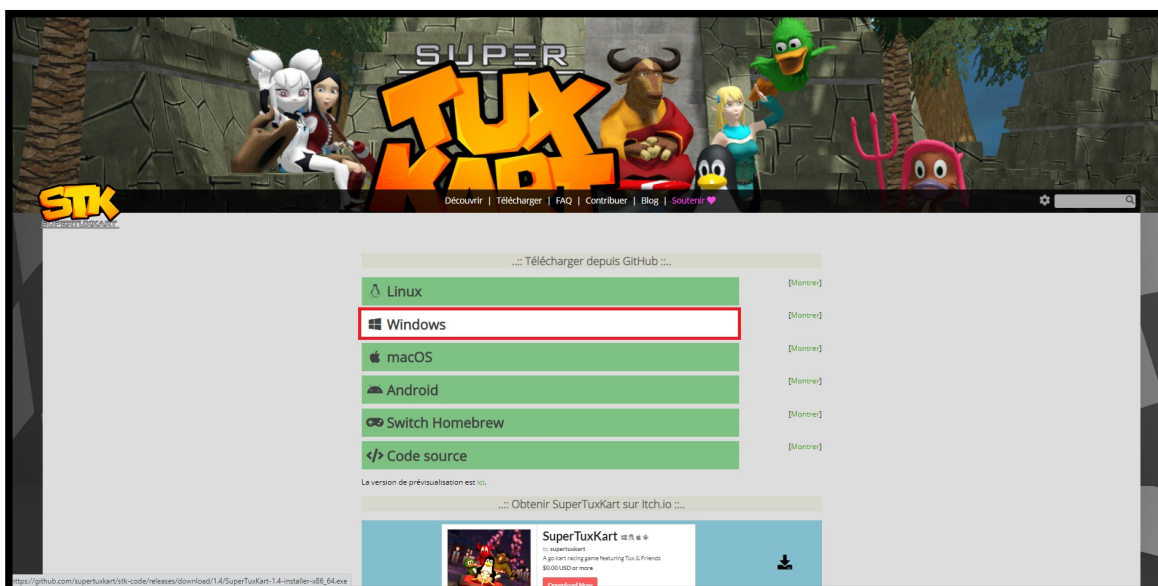 SUPER
TUX
KART
STK
SUPERTUXKART
Découvrir | Télécharger | FAQ | Contribuer | Blog | Soutenir
..:: Télécharger depuis GitHub ::..
Linux [Montrer]
Windows [Montrer]
macOS [Montrer]
Android [Montrer]
Switch Homebrew [Montrer]
</> Code source [Montrer]
La version de prévisualisation est ici.
..:: Obtenir SuperTuxKart sur Itch.io ::..
SuperTuxKart
by supertuxkart
A go kart racing game featuring Tux & Friends
$0.00 USD or more
Download Now
https://github.com/supertuxkart/stk-code/releases/download/1.4/SuperTuxKart-1.4-installer-x86_64.exe